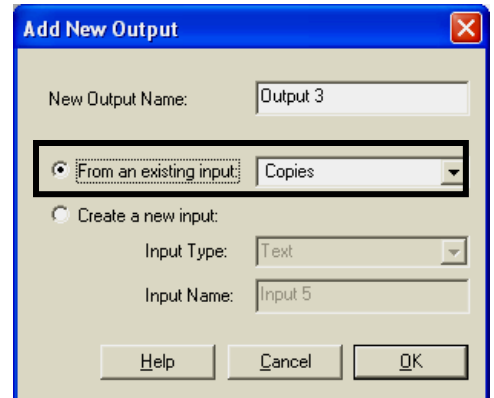 Add New Output
New Output Name: Output 3
From an existing input: Copies
Create a new input:
Input Type: Text
Input Name: Input 5
Help Cancel OK